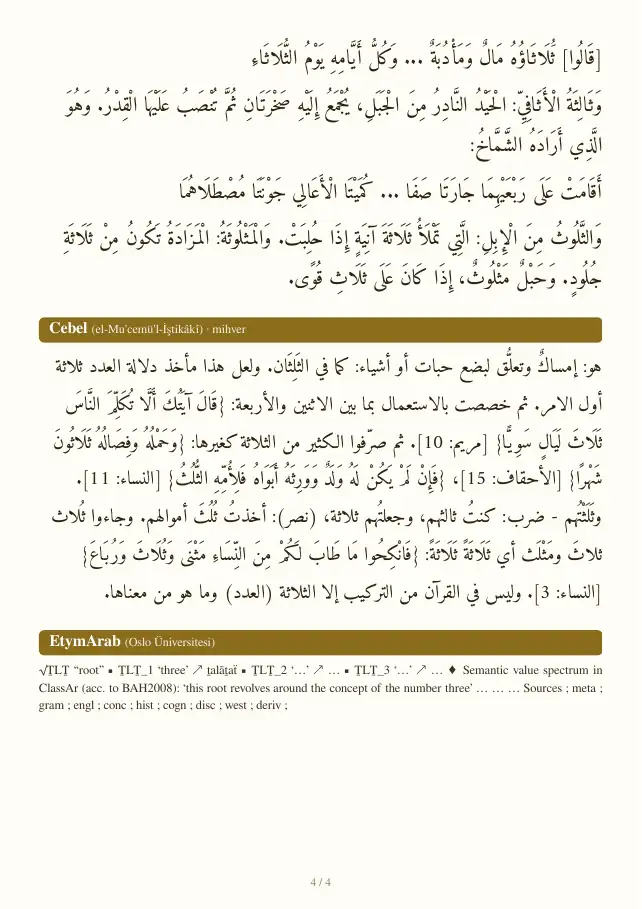 [قَالُوا] ثُلَاثَاؤُهُ مَالٌ وَمَأْدُبَةٌ ... وَكُلُّ أَيَّامِهِ يَوْمُ الثُّلَاثَاءِ
وَثَالِثَةُ الْأَثَافِيِّ: الْحَيْدُ النَّادِرُ مِنَ الْجَبَلِ، يُجْمَعُ إِلَيْهِ صَخْرَتَانِ ثُمَّ تُنْصَبُ عَلَيْهَا الْقِدْرُ. وَهُوَ
الَّذِي أَرَادَهُ الشَّمَّاخُ:
أَقَامَتْ عَلَى رَبْعَيْهِمَا جَارَتَا صَفَا ... كُمَيْتَا الْأَعَالِي جَوْنَتَا مُصْطَلَاهُمَا
وَالثَّلُوثُ مِنَ الْإِبِلِ: الَّتِي تَمْلَأُ ثَلَاثَةَ آنِيَةٍ إِذَا حُلِبَتْ. وَالْمَثْلُوثَةُ: الْمَزَادَةُ تَكُونُ مِنْ ثَلَاثَةِ
جُلُودٍ. وَحَبْلٌ مَثْلُوثٌ، إِذَا كَانَ عَلَى ثَلَاثِ قُوًى.
Cebel (el-Mu'cemü'l-İştikâkî) · mihver
هو: إمساكٌ وتعلُّق لبضع حبات أو أشياء: كما في الثَلِثَان. ولعل هذا مأخذ دلالة العدد ثلاثة
أول الامر. ثم خصصت بالاستعمال بما بين الاثنين والأربعة: {قَالَ آيَتُكَ أَلَّا تُكَلِّمَ النَّاسَ
ثَلَاثَ لَيَالٍ سَوِيًّا} [مريم: 10]. ثم صرّفوا الكثير من الثلاثة كغيرها: {وَحَمْلُهُ وَفِصَالُهُ ثَلَاثُونَ
شَهْرًا} [الأحقاف: 15]، {فَإِنْ لَمْ يَكُنْ لَهُ وَلَدٌ وَوَرِثَهُ أَبَوَاهُ فَلِأُمِّهِ الثُّلُثُ} [النساء: 11].
وثَلَثْتُهم - ضرب: كنتُ ثالثهم، وجعلتُهم ثلاثة، (نصر): أخذتُ ثُلُثَ أموالهم. وجاءوا ثُلاث
ثلاث ومَثْلَث أي ثَلَاثَةً ثَلَاثَةً: {فَانْكِحُوا مَا طَابَ لَكُمْ مِنَ النِّسَاءِ مَثْنَى وَثُلَاثَ وَرُبَاعَ}
[النساء: 3]. وليس في القرآن من التركيب إلا الثلاثة (العدد) وما هو من معناها.
EtymArab (Oslo Üniversitesi)
√ṮLṮ “root” ▪ ṮLṮ_1 ‘three’ ↗ ṯalāṯaẗ ▪ ṮLṮ_2 ‘…’ ↗ … ▪ ṮLṮ_3 ‘…’ ↗ … ♦ Semantic value spectrum in
ClassAr (acc. to BAH2008): ‘this root revolves around the concept of the number three’ … … … Sources ; meta ;
gram ; engl ; conc ; hist ; cogn ; disc ; west ; deriv ;
4 / 4